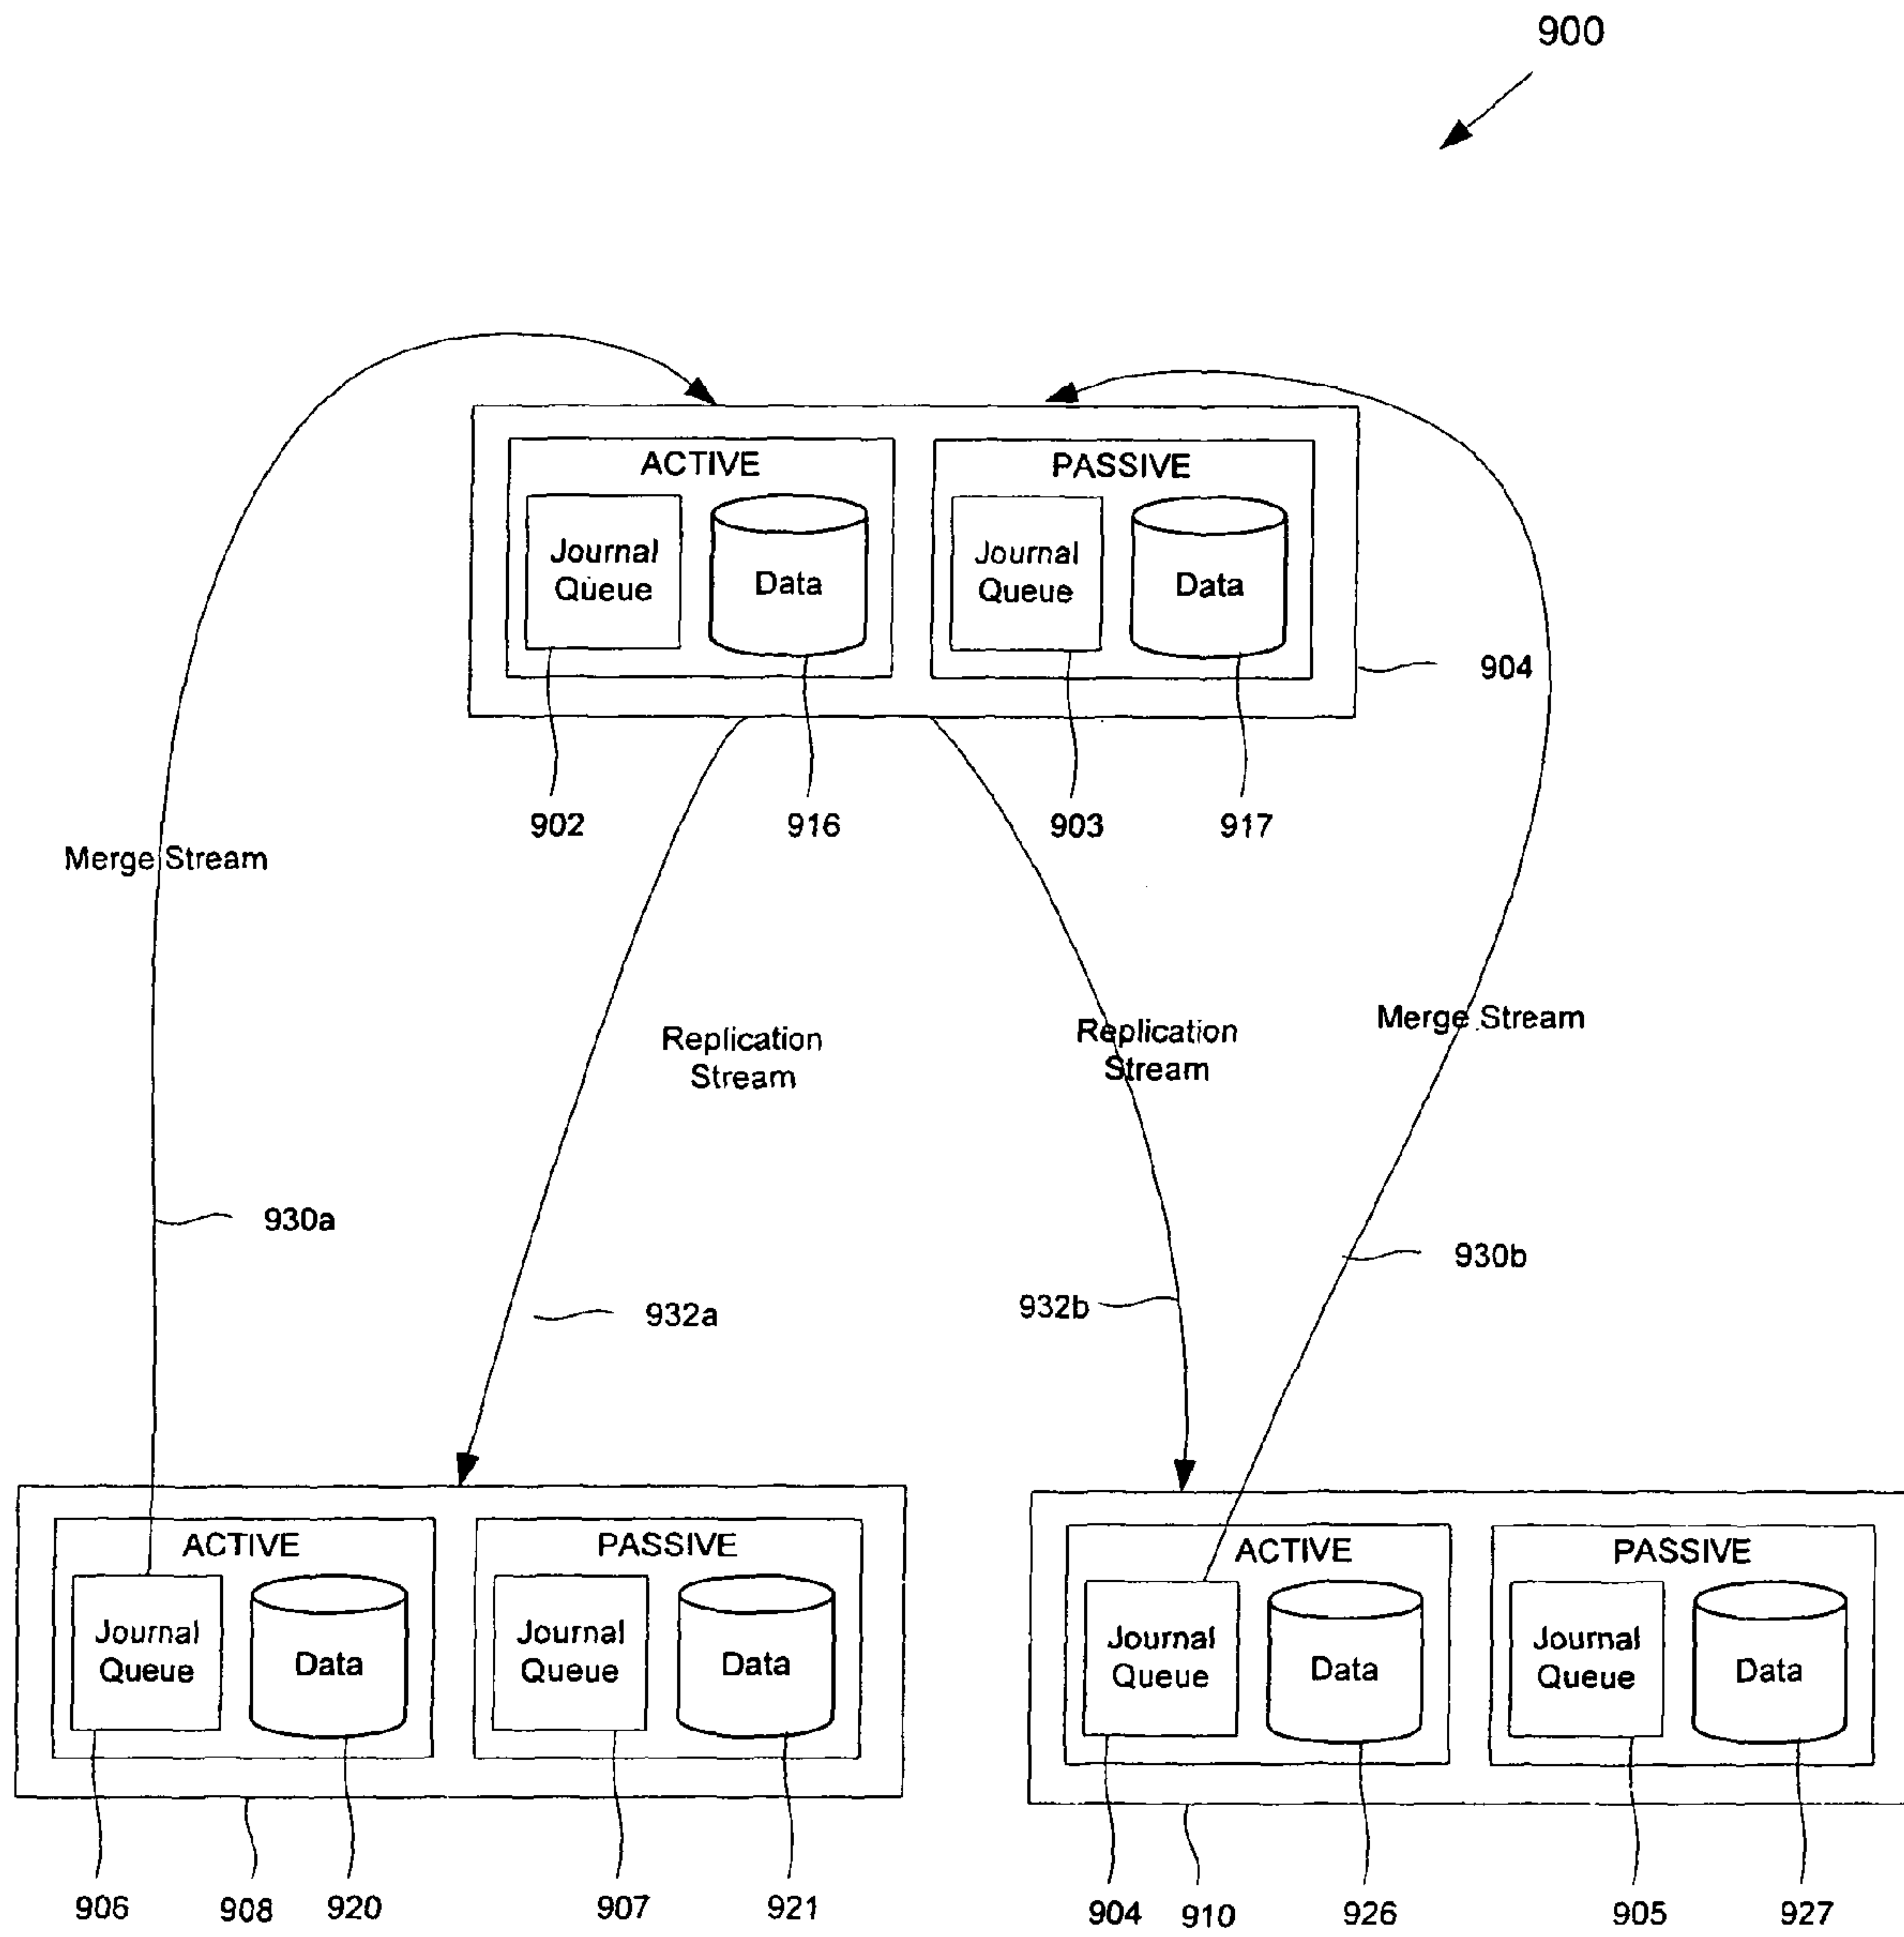 900
ACTIVE
PASSIVE
Journal
Queue
Data
Journal
Queue
Data
904
902
916
903
917
Merge Stream
Replication
Stream
Replication
Stream
Merge Stream
930a
930b
932a
932b
ACTIVE
PASSIVE
ACTIVE
PASSIVE
Journal
Queue
Data
Journal
Queue
Data
Journal
Queue
Data
Journal
Queue
Data
906
908
920
907
921
904
910
926
905
927